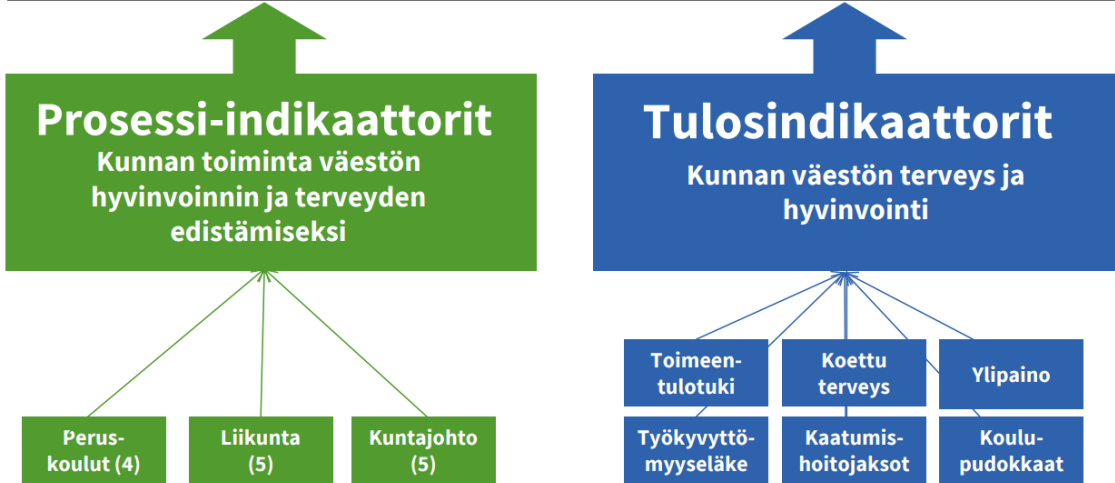 Prosessi-indikaattorit
Kunnan toiminta väestön
hyvinvoinnin ja terveyden
edistämiseksi
Tulosindikaattorit
Kunnan väestön terveys ja
hyvinvointi
Perus-
koulut (4)
Liikunta
(5)
Kuntajohto
(5)
Toimeen-
tulotuki
Koettu
terveys
Ylipaino
Työkyvyttö-
myyseläke
Kaatumis-
hoitojaksot
Koulu-
pudokkaat